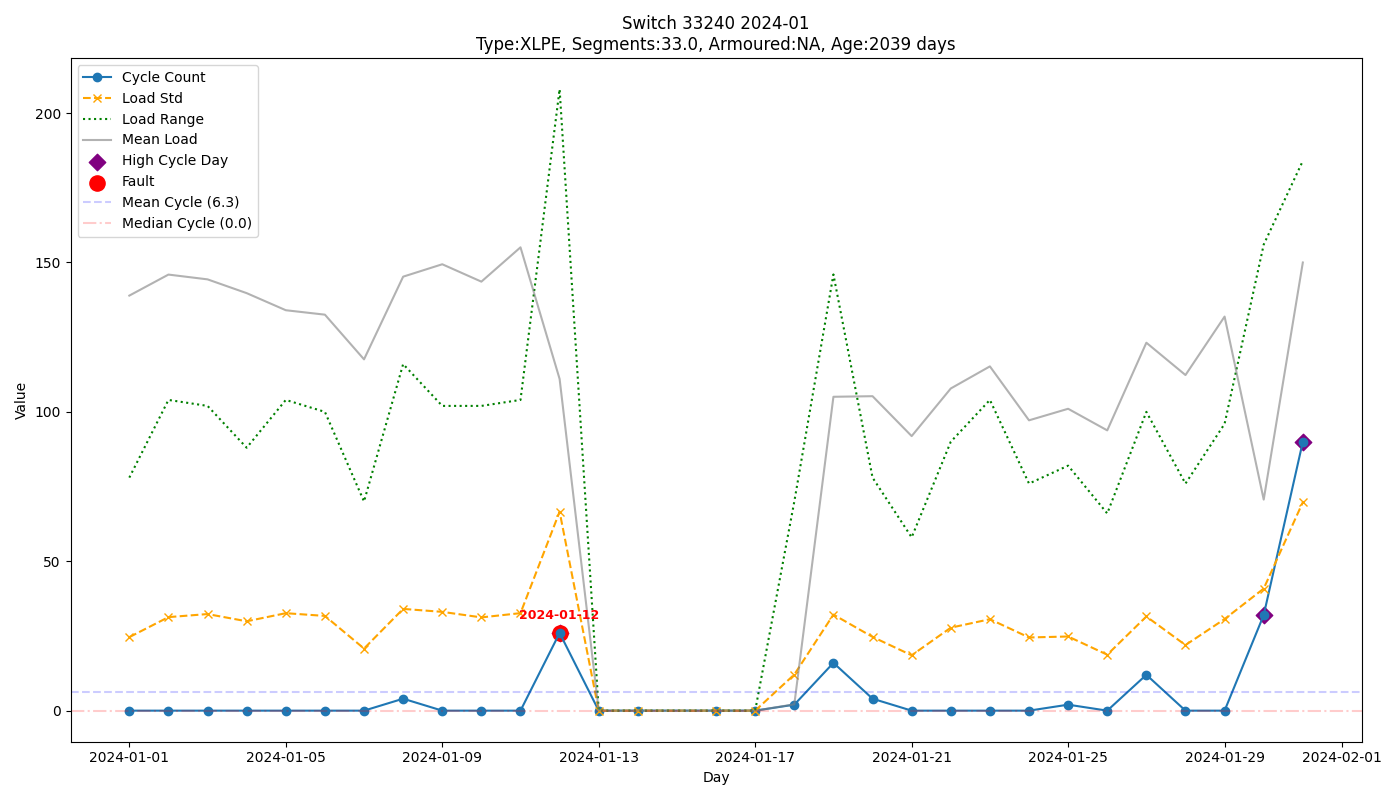 Switch 33240 2024-01
Type:XLPE, Segments:33.0, Armoured:NA, Age:2039 days
Cycle Count
Load Std
Load Range
Mean Load
High Cycle Day
Fault
Mean Cycle (6.3)
Median Cycle (0.0)
200
150
100
50
0
Value
2024-01-12
2024-01-01 2024-01-05 2024-01-09 2024-01-13 2024-01-17 2024-01-21 2024-01-25 2024-01-29 2024-02-01
Day